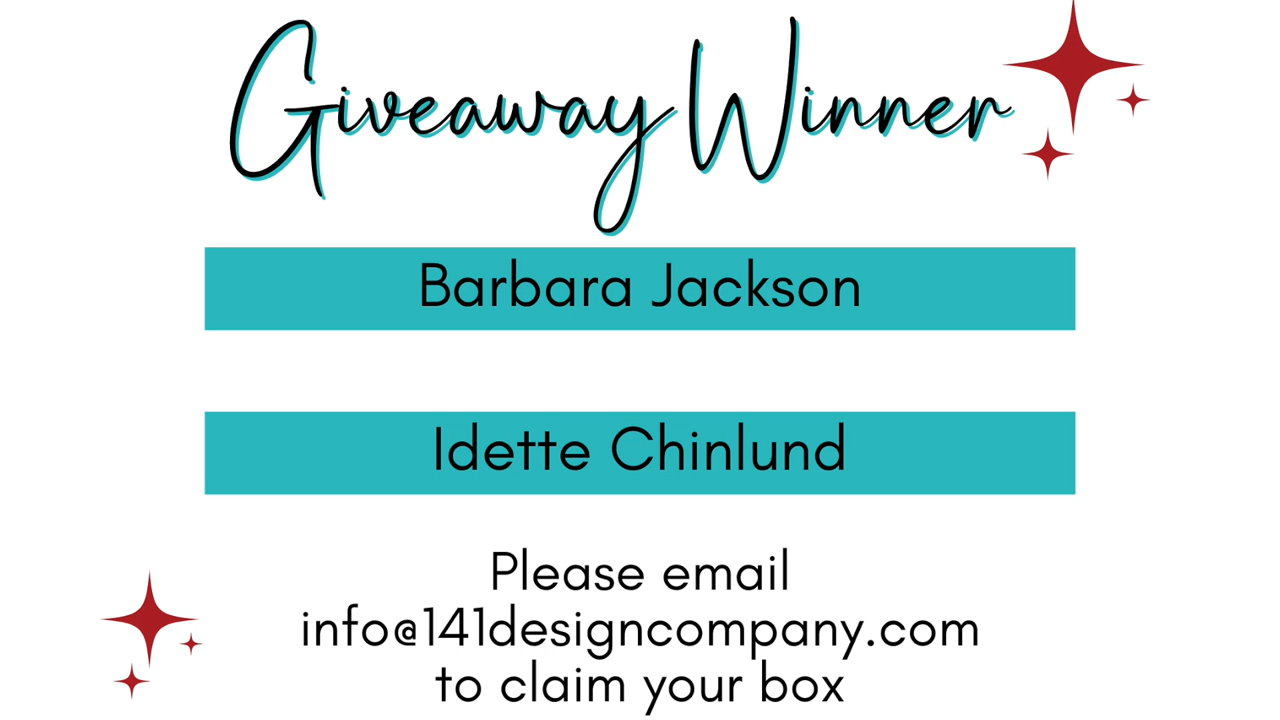 Giveaway Winner
Barbara Jackson
Idette Chinlund
Please email
info@141designcompany.com
to claim your box